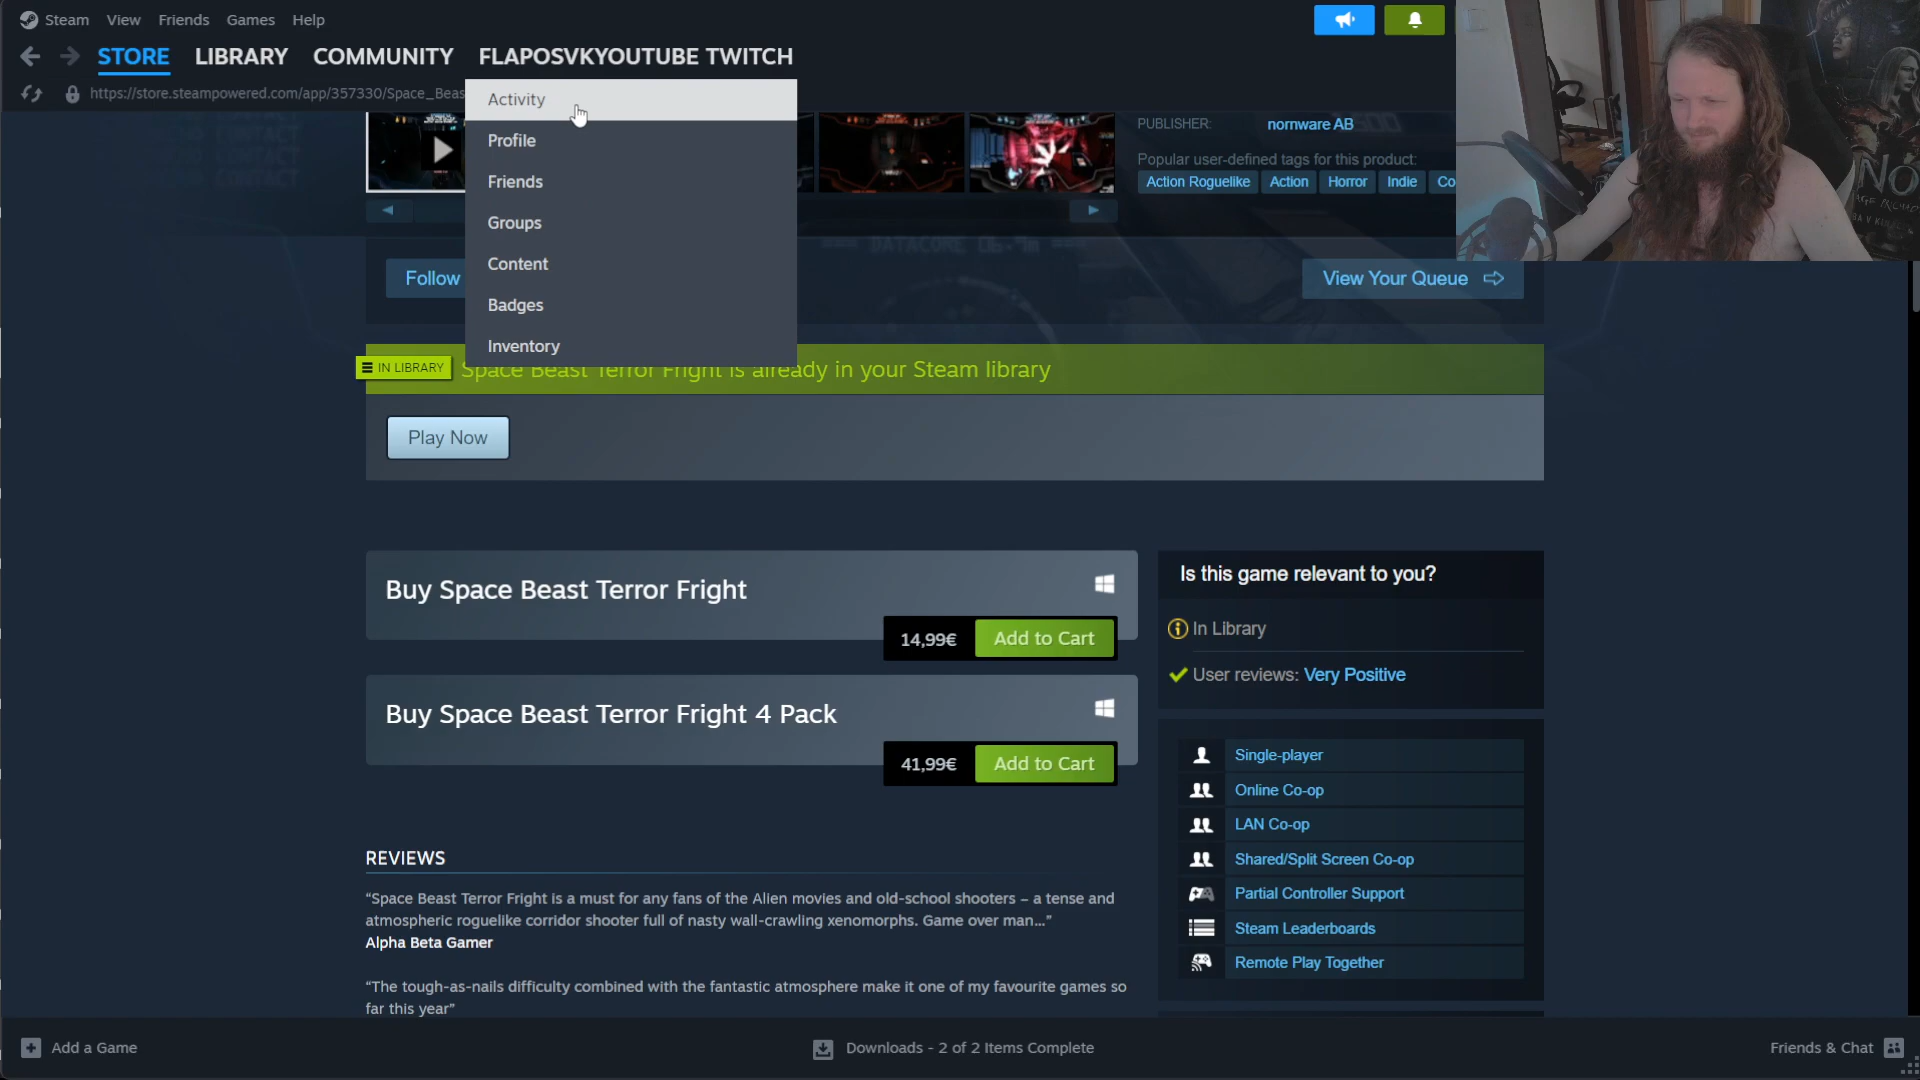 Steam View Friends Games Help
STORE LIBRARY COMMUNITY FLAPOSVKYOUTUBE TWITCH
https://store.steampowered.com/app/357330/Space_Beas
Activity
Profile
Friends
Groups
Content
Badges
Inventory
PUBLISHER: nornware AB
Popular user-defined tags for this product:
Action Roguelike Action Horror Indie Co
Follow
View Your Queue
IN LIBRARY
Space Beast Terror Fright is already in your Steam library
Play Now
Buy Space Beast Terror Fright
14,99€ Add to Cart
Buy Space Beast Terror Fright 4 Pack
41,99€ Add to Cart
Is this game relevant to you?
In Library
User reviews: Very Positive
Single-player
Online Co-op
LAN Co-op
Shared/Split Screen Co-op
Partial Controller Support
Steam Leaderboards
Remote Play Together
REVIEWS
“Space Beast Terror Fright is a must for any fans of the Alien movies and old-school shooters – a tense and
atmospheric roguelike corridor shooter full of nasty wall-crawling xenomorphs. Game over man...”
Alpha Beta Gamer
“The tough-as-nails difficulty combined with the fantastic atmosphere make it one of my favourite games so
far this year”
Add a Game
Downloads - 2 of 2 Items Complete
Friends & Chat